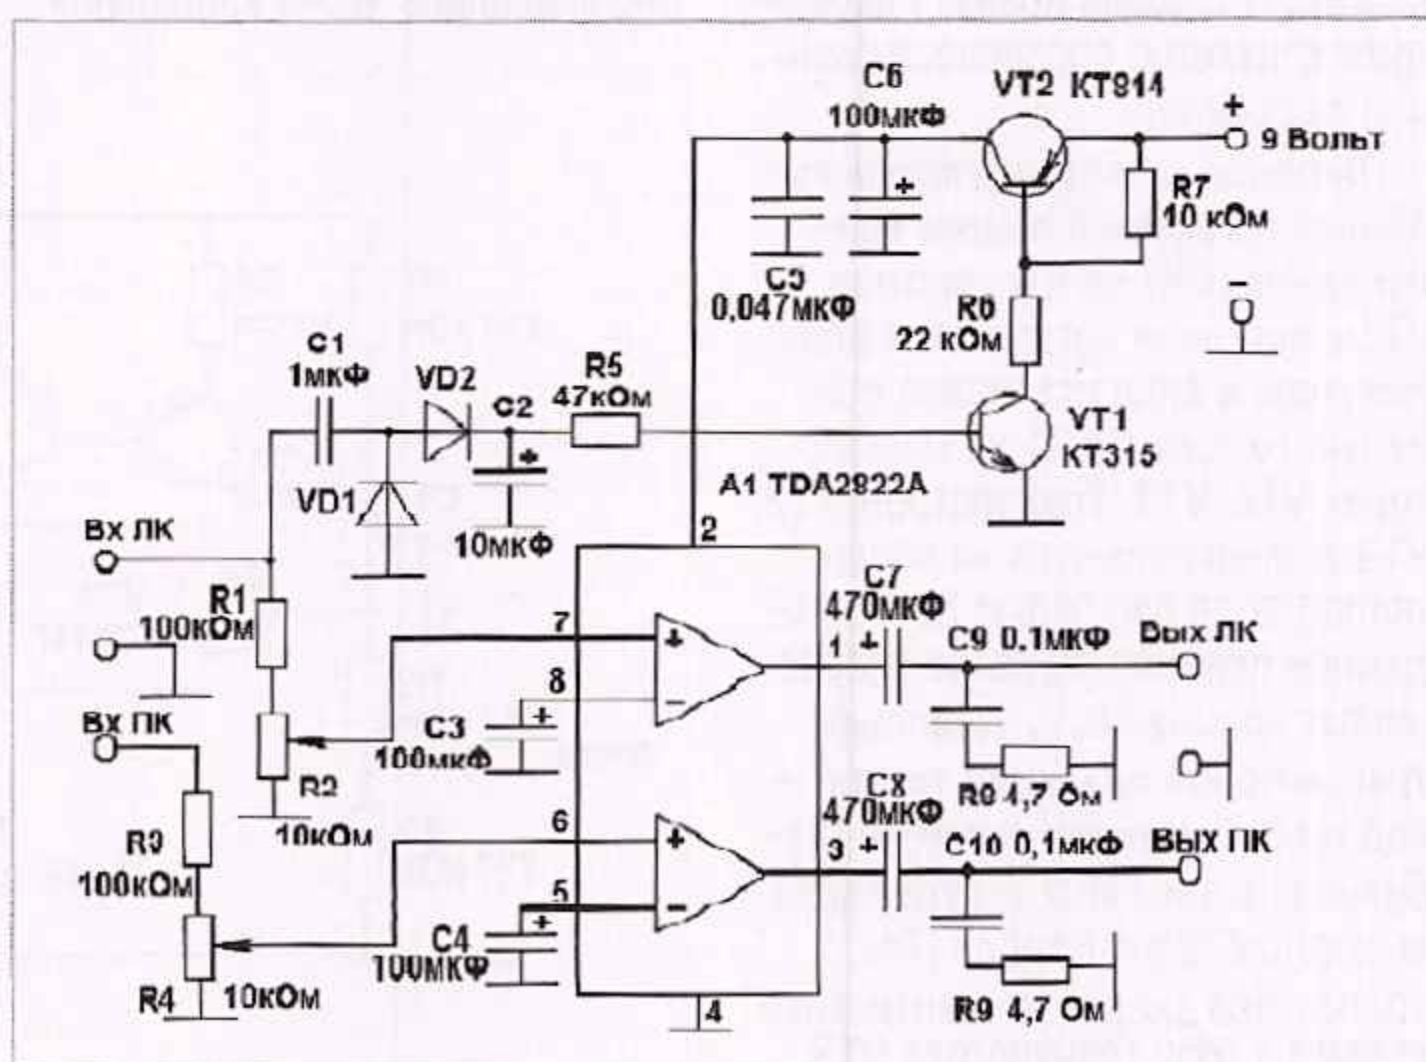 C6
100мкФ
VT2 КТ814
+
9 Вольт
R7
10 кОм
C5
0,047мкФ
R6
22 кОм
-
C1
1мкФ
VD2
C2
+
R5
47кОм
VT1
КТ315
VD1
10мкФ
A1 TDA2822A
2
Вх ЛК
R1
100кОм
7
+
8
-
C7
470мкФ
1
+
C9 0.1мкФ
Вых ЛК
Вх ПК
C3
+
100мкФ
R2
10кОм
R8 4,7 Ом
C8
470мкФ
R3
100кОм
6
+
3
+
C10 0,1мкФ
Вых ПК
5
-
C4
+
100мкФ
R4
10кОм
4
R9 4,7 Ом